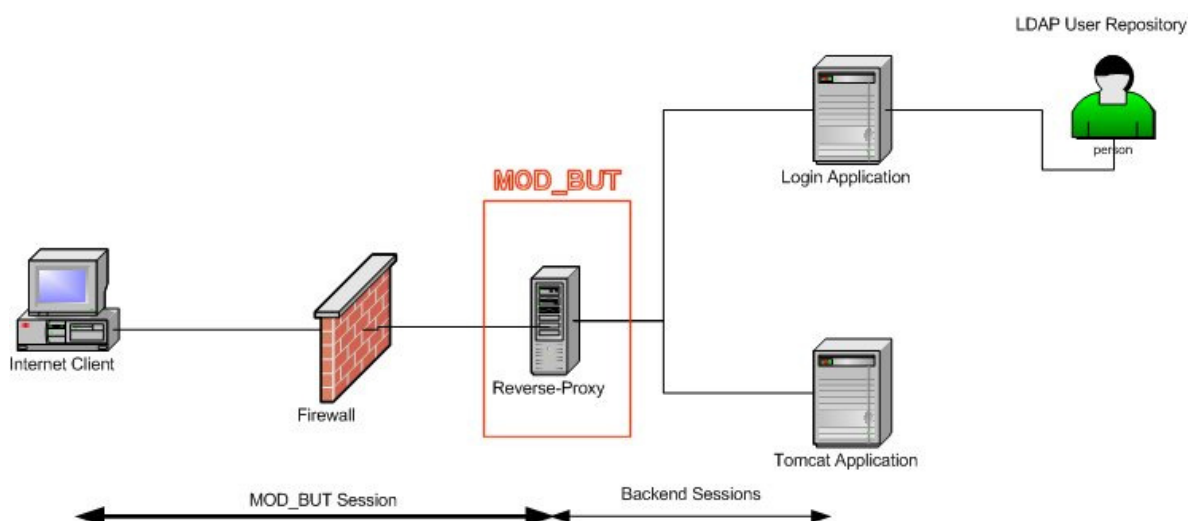 LDAP User Repository
person
Login Application
MOD_BUT
Internet Client
Firewall
Reverse-Proxy
Tomcat Application
MOD_BUT Session
Backend Sessions